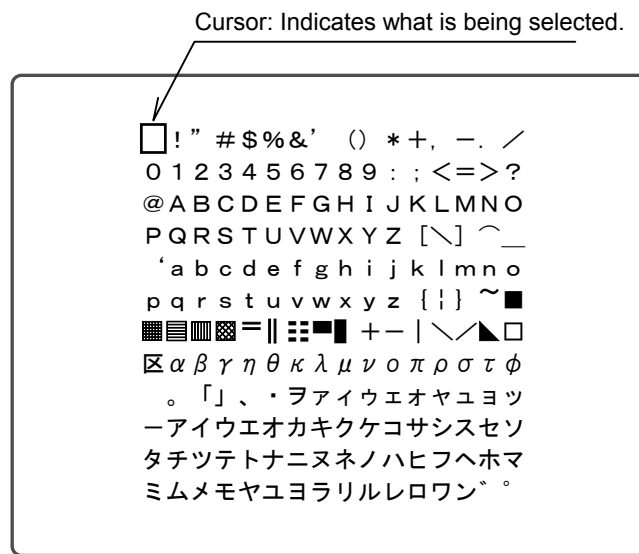 Cursor: Indicates what is being selected.
!”#$%&’()*+,−.／
0123456789:;<=>?
@ABCDEFGHIJKLMNO
PQRSTUVWXYZ[＼]⌒_
‘abcdefghijklmno
pqrstuvwxyz{¦}~■
▦▤▥▩＝‖☷▀▋+−|＼／◣□
区αβγηθκλμνοπρστφ
。「」、・ヲァィゥェォャュョッ
ーアイウエオカキクケコサシスセソ
タチツテトナニヌネノハヒフヘホマ
ミムメモヤユヨラリルレロワン゛゜